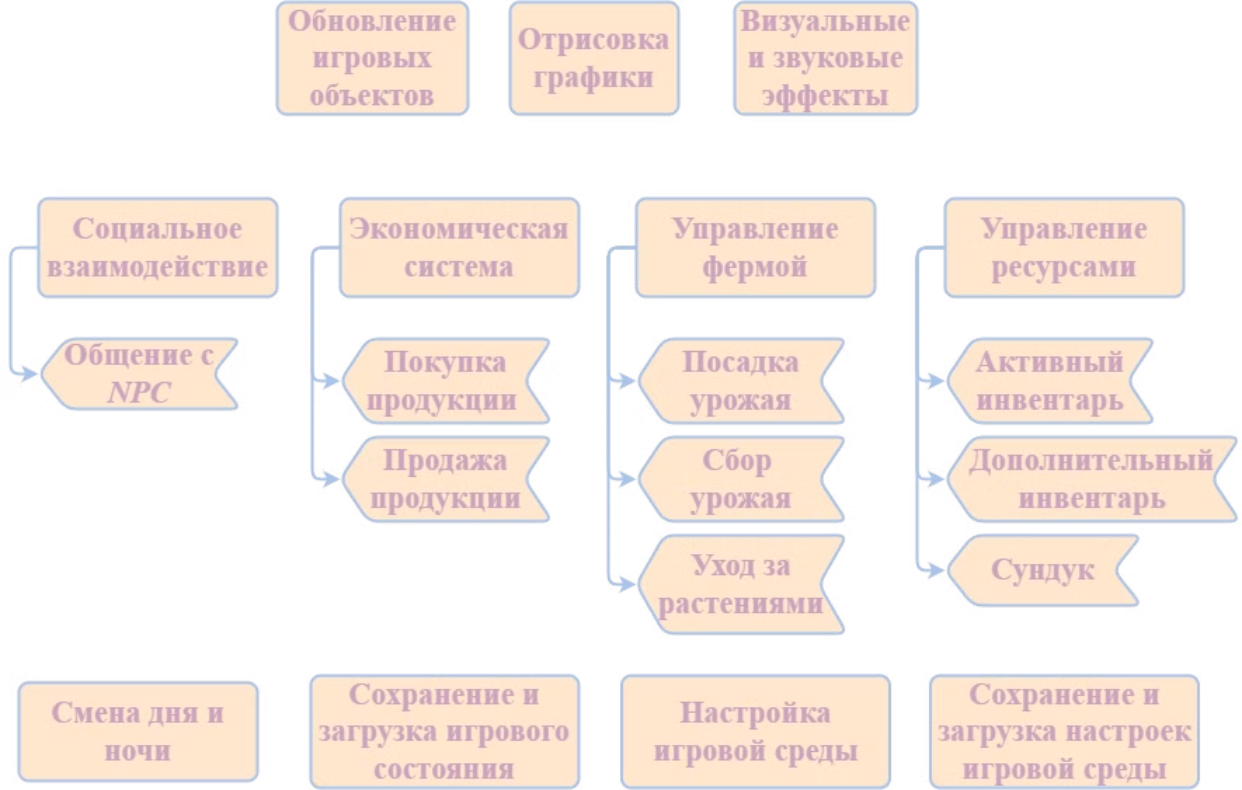 Обновление
игровых
объектов
Отрисовка
графики
Визуальные
и звуковые
эффекты
Социальное
взаимодействие
Общение с
NPC
Экономическая
система
Покупка
продукции
Продажа
продукции
Управление
фермой
Посадка
урожая
Сбор
урожая
Уход за
растениями
Управление
ресурсами
Активный
инвентарь
Дополнительный
инвентарь
Сундук
Смена дня и
ночи
Сохранение и
загрузка игрового
состояния
Настройка
игровой среды
Сохранение и
загрузка настроек
игровой среды